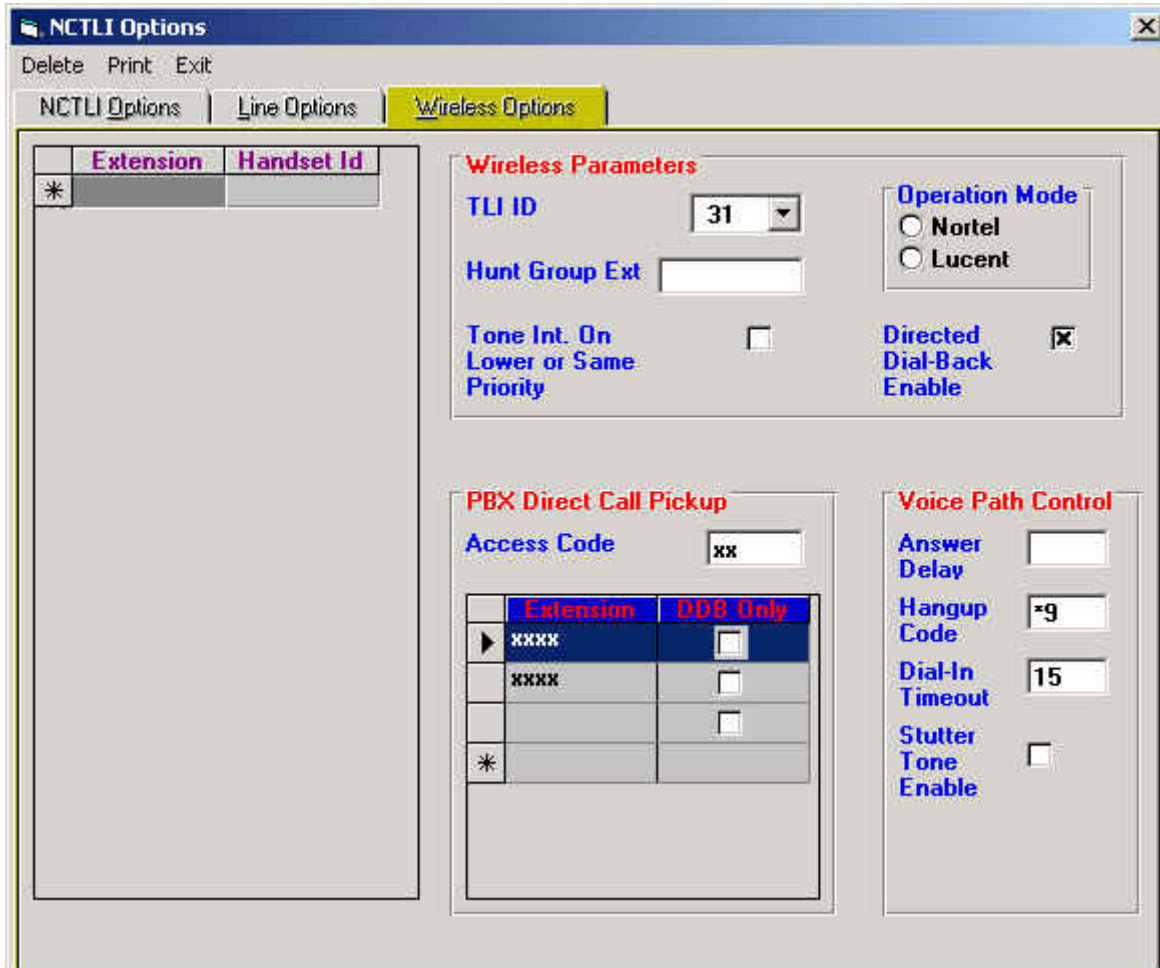 NCTLI Options
Delete Print Exit
NCTLI Options Line Options Wireless Options
Extension Handset Id
*
Wireless Parameters
TLI ID 31
Hunt Group Ext
Tone Int. On
Lower or Same
Priority
Operation Mode
Nortel
Lucent
Directed
Dial-Back
Enable
PBX Direct Call Pickup
Access Code xx
Extension DDB Only
xxxx
xxxx
*
Voice Path Control
Answer
Delay
Hangup
Code
*9
Dial-In
Timeout
15
Stutter
Tone
Enable